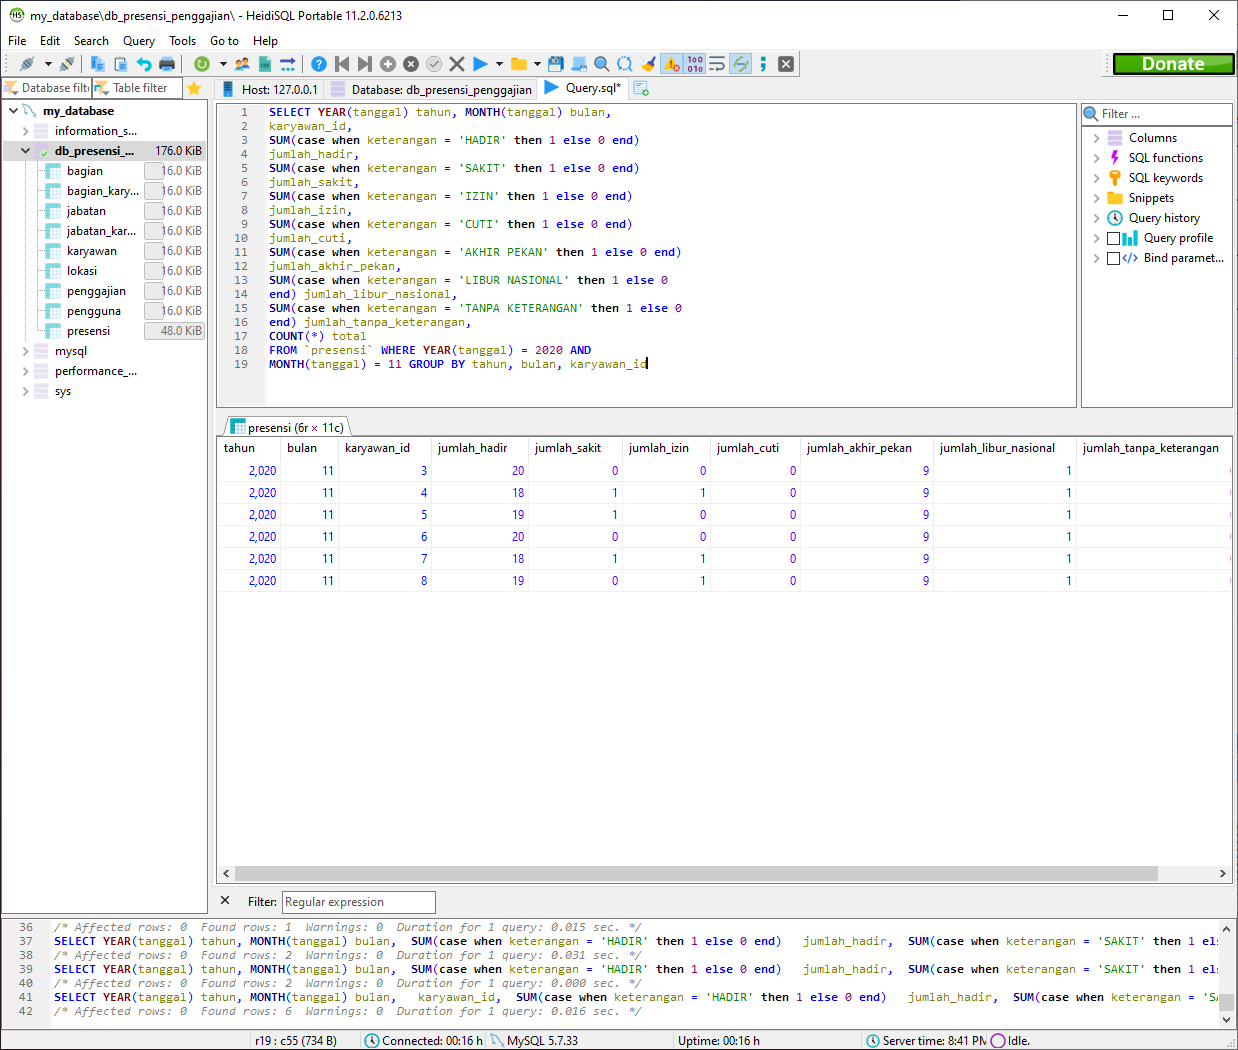 my_database\db_presensi_penggajian\ - HeidiSQL Portable 11.2.0.6213
File Edit Search Query Tools Go to Help
Donate
Database filt Table filter
Host: 127.0.0.1 Database: db_presensi_penggajian Query.sql*
my_database
information_s...
db_presensi_... 176.0 KiB
bagian 16.0 KiB
bagian_kary... 16.0 KiB
jabatan 16.0 KiB
jabatan_kar... 16.0 KiB
karyawan 16.0 KiB
lokasi 16.0 KiB
penggajian 16.0 KiB
pengguna 16.0 KiB
presensi 48.0 KiB
mysql
performance_...
sys
1 SELECT YEAR(tanggal) tahun, MONTH(tanggal) bulan,
2 karyawan_id,
3 SUM(case when keterangan = 'HADIR' then 1 else 0 end)
4 jumlah_hadir,
5 SUM(case when keterangan = 'SAKIT' then 1 else 0 end)
6 jumlah_sakit,
7 SUM(case when keterangan = 'IZIN' then 1 else 0 end)
8 jumlah_izin,
9 SUM(case when keterangan = 'CUTI' then 1 else 0 end)
10 jumlah_cuti,
11 SUM(case when keterangan = 'AKHIR PEKAN' then 1 else 0 end)
12 jumlah_akhir_pekan,
13 SUM(case when keterangan = 'LIBUR NASIONAL' then 1 else 0
14 end) jumlah_libur_nasional,
15 SUM(case when keterangan = 'TANPA KETERANGAN' then 1 else 0
16 end) jumlah_tanpa_keterangan,
17 COUNT(*) total
18 FROM `presensi` WHERE YEAR(tanggal) = 2020 AND
19 MONTH(tanggal) = 11 GROUP BY tahun, bulan, karyawan_id
Filter ...
Columns
SQL functions
SQL keywords
Snippets
Query history
Query profile
Bind paramet...
presensi (6r × 11c)
tahun bulan karyawan_id jumlah_hadir jumlah_sakit jumlah_izin jumlah_cuti jumlah_akhir_pekan jumlah_libur_nasional jumlah_tanpa_keterangan
2,020 11 3 20 0 0 0 9 1
2,020 11 4 18 1 1 0 9 1
2,020 11 5 19 1 0 0 9 1
2,020 11 6 20 0 0 0 9 1
2,020 11 7 18 1 1 0 9 1
2,020 11 8 19 0 1 0 9 1
Filter: Regular expression
36 /* Affected rows: 0 Found rows: 1 Warnings: 0 Duration for 1 query: 0.015 sec. */
37 SELECT YEAR(tanggal) tahun, MONTH(tanggal) bulan, SUM(case when keterangan = 'HADIR' then 1 else 0 end) jumlah_hadir, SUM(case when keterangan = 'SAKIT' then 1 els
38 /* Affected rows: 0 Found rows: 2 Warnings: 0 Duration for 1 query: 0.031 sec. */
39 SELECT YEAR(tanggal) tahun, MONTH(tanggal) bulan, SUM(case when keterangan = 'HADIR' then 1 else 0 end) jumlah_hadir, SUM(case when keterangan = 'SAKIT' then 1 els
40 /* Affected rows: 0 Found rows: 2 Warnings: 0 Duration for 1 query: 0.000 sec. */
41 SELECT YEAR(tanggal) tahun, MONTH(tanggal) bulan, karyawan_id, SUM(case when keterangan = 'HADIR' then 1 else 0 end) jumlah_hadir, SUM(case when keterangan = 'SA
42 /* Affected rows: 0 Found rows: 6 Warnings: 0 Duration for 1 query: 0.016 sec. */
r19 : c55 (734 B) Connected: 00:16 h MySQL 5.7.33 Uptime: 00:16 h Server time: 8:41 PM Idle.